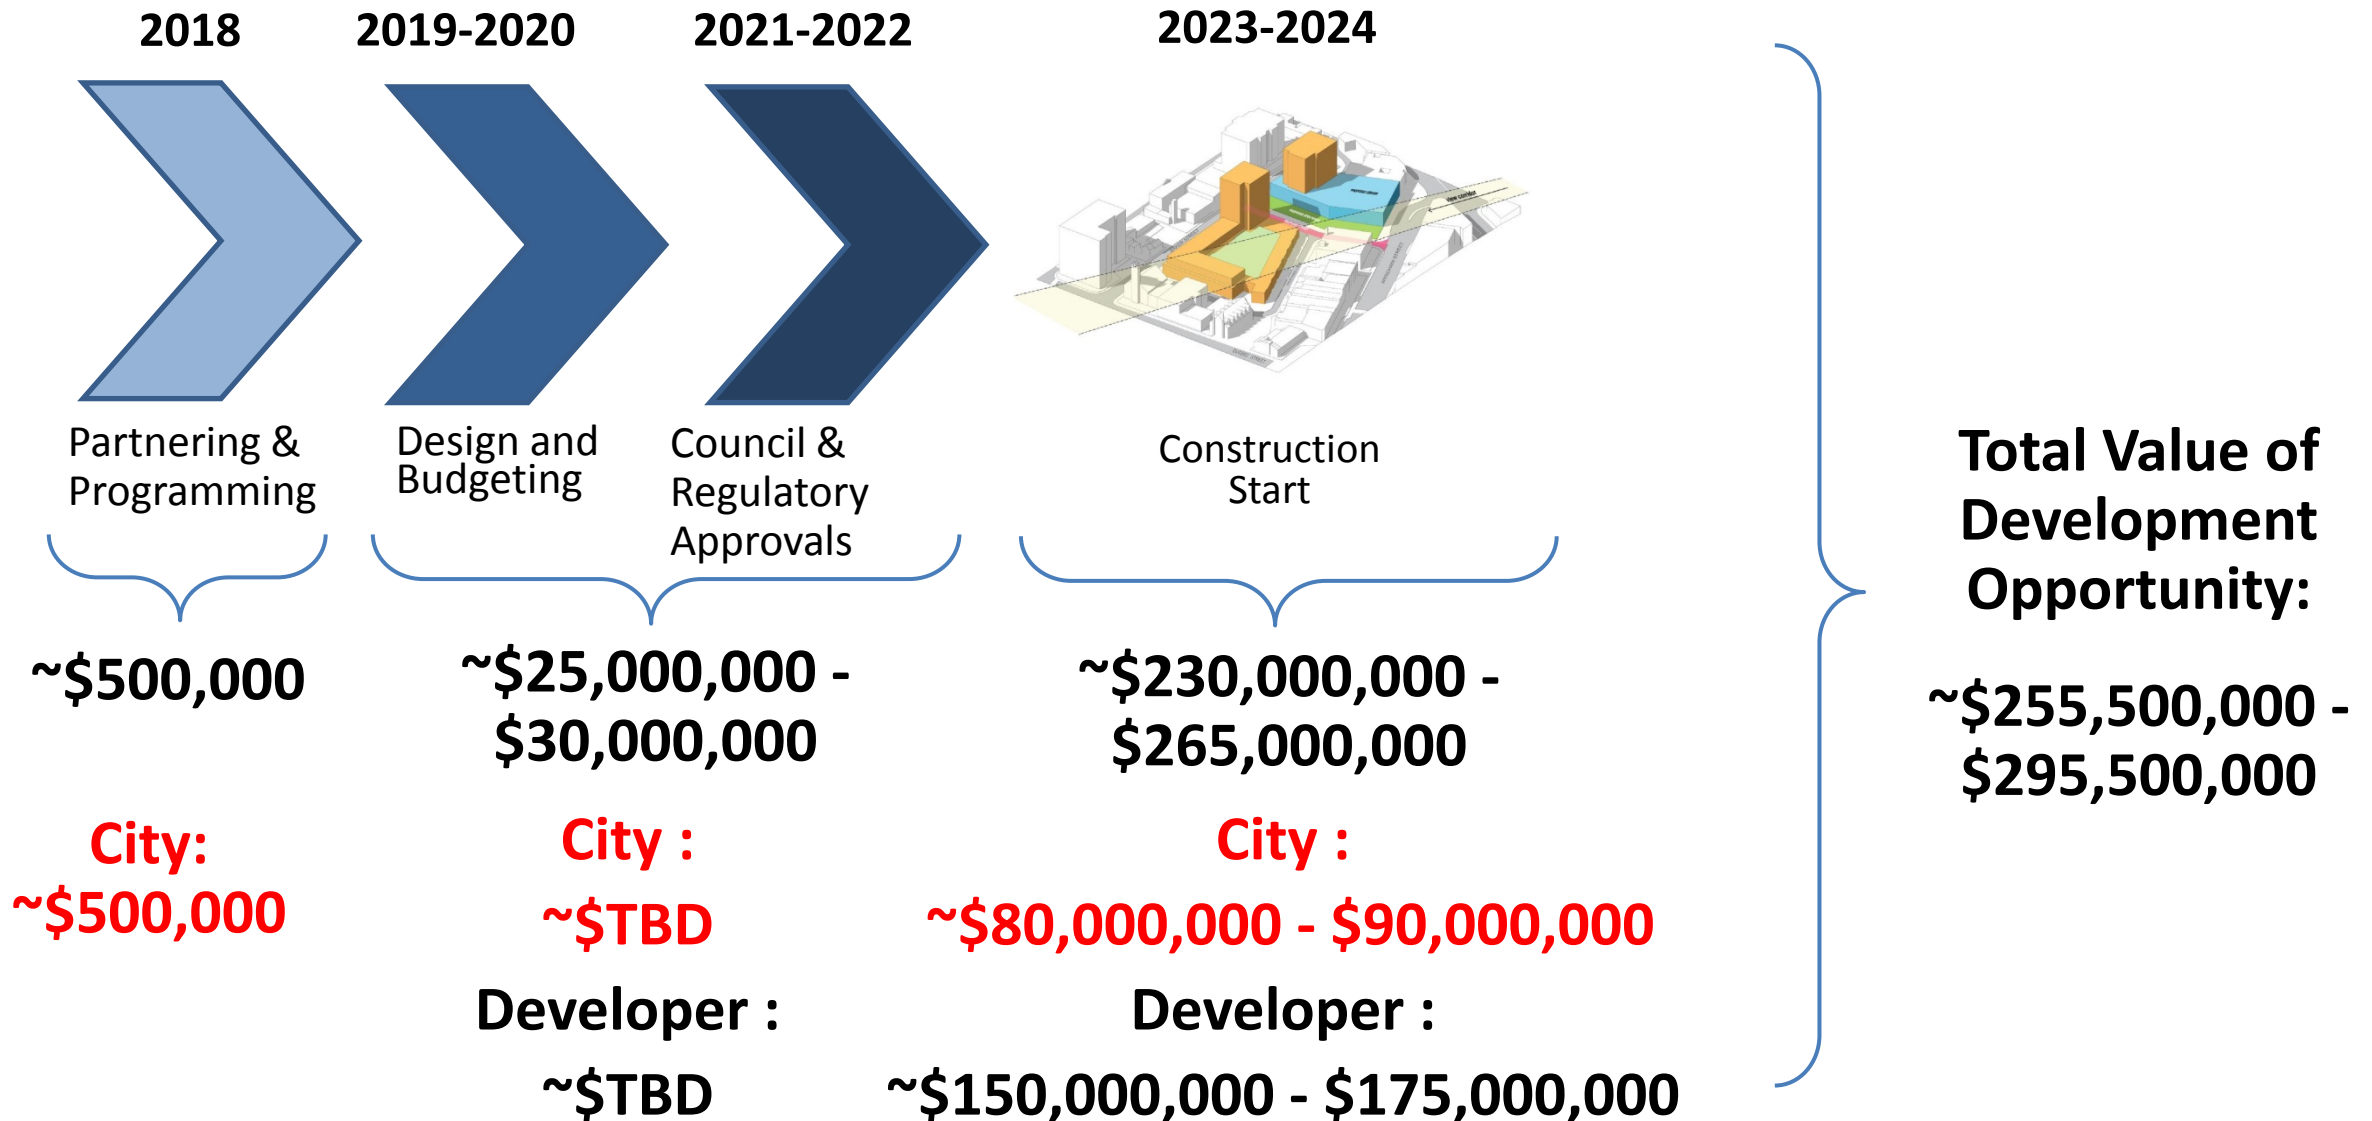 2018
2019-2020
2021-2022
2023-2024
view corridor
Partnering &
Programming
Design and
Budgeting
Council &
Regulatory
Approvals
Construction
Start
~$500,000
~$25,000,000 -
$30,000,000
~$230,000,000 -
$265,000,000
City:
~$500,000
City :
~$TBD
Developer :
~$TBD
City :
~$80,000,000 - $90,000,000
Developer :
~$150,000,000 - $175,000,000
Total Value of
Development
Opportunity:
~$255,500,000 -
$295,500,000